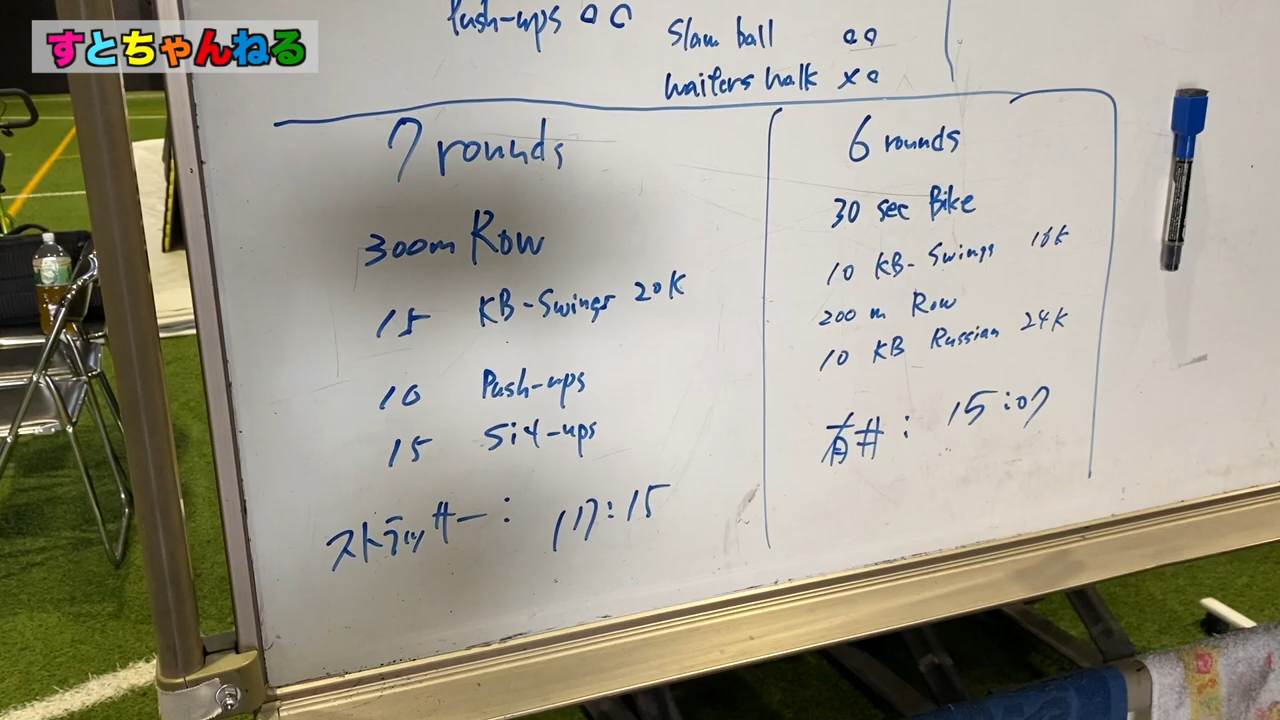 すとちゃんねる
Push-ups
Slam ball
waiters walk
7 rounds
300m Row
15 KB-Swings 20K
10 Push-ups
15 Sit-ups
ストラッサー: 17:15
6 rounds
30 sec Bike
10 KB-Swings 16K
200 m Row
10 KB Russian 24K
有井: 15:07